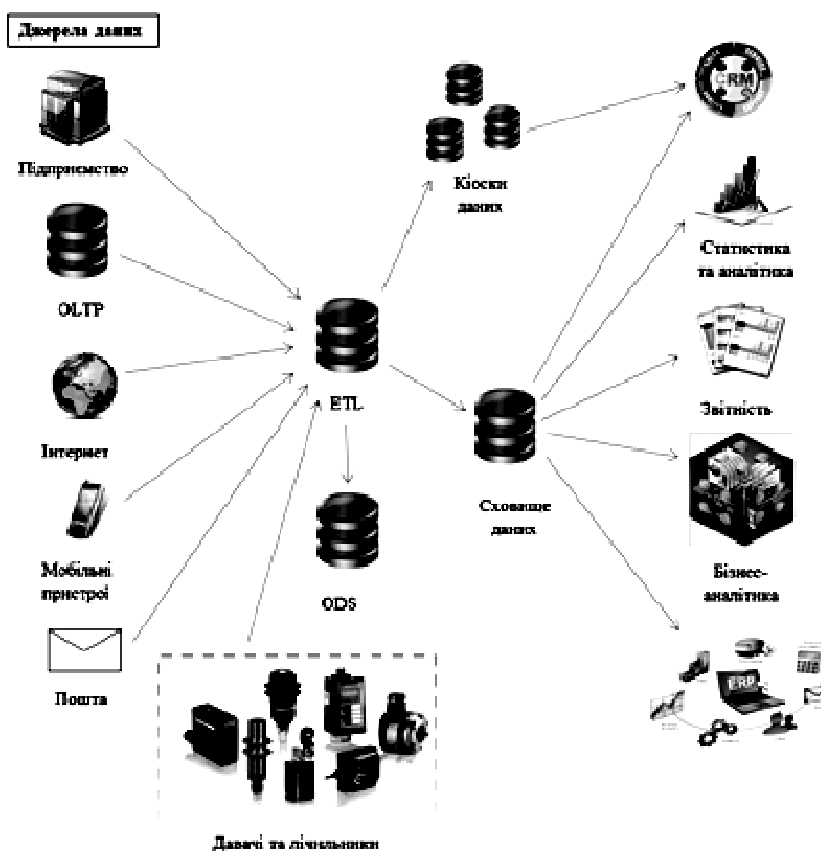 Джерела даних
Підприємство
OLTP
Інтернет
Мобільні
пристрої
Пошта
ETL
ODS
Давачі та лічильники
Кіоски
даних
Сховище
даних
CRM
Статистика
та аналітика
Звітність
Бізнес-
аналітика
ERP